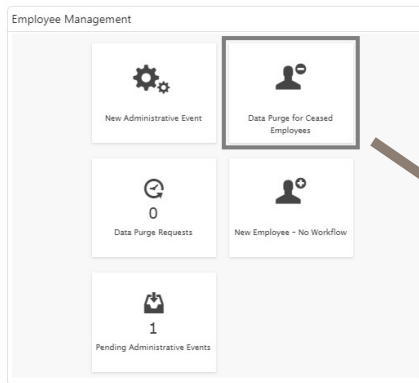 Employee Management
New Administrative Event
Data Purge for Ceased
Employees
0
Data Purge Requests
New Employee - No Workflow
1
Pending Administrative Events